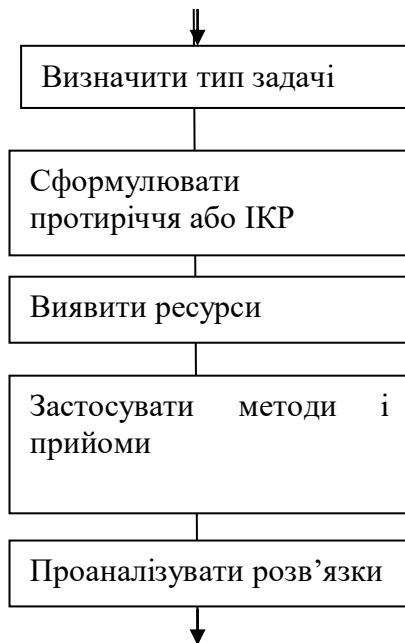 Визначити тип задачі
Сформулювати
протиріччя або ІКР
Виявити ресурси
Застосувати методи і
прийоми
Проаналізувати розв’язки